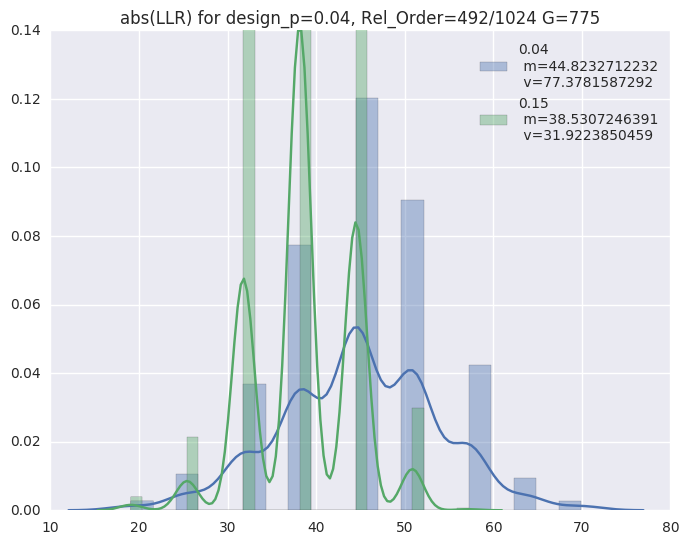 abs(LLR) for design_p=0.04, Rel_Order=492/1024 G=775
0.14
0.12
0.10
0.08
0.06
0.04
0.02
0.00
10 20 30 40 50 60 70 80
0.04
m=44.8232712232
v=77.3781587292
0.15
m=38.5307246391
v=31.9223850459